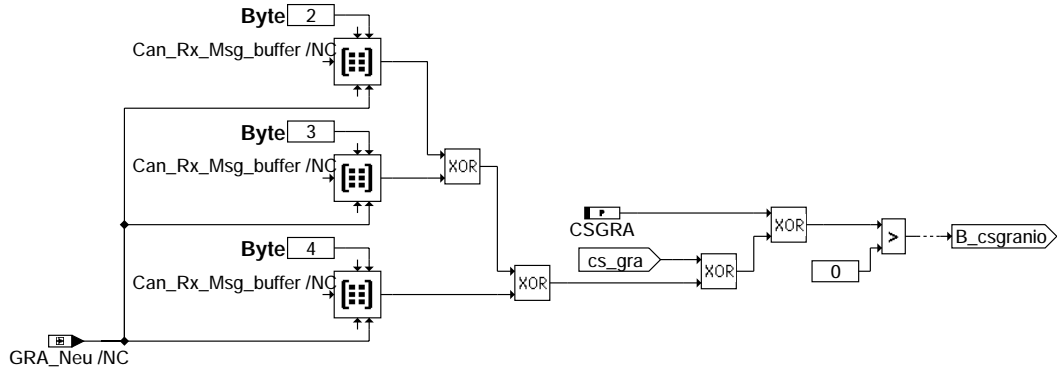 Byte 2
Can_Rx_Msg_buffer /NC
Byte 3
Can_Rx_Msg_buffer /NC
XOR
P
CSGRA
XOR
B_csgranio
>
Byte 4
cs_gra
XOR
0
Can_Rx_Msg_buffer /NC
XOR
GRA_Neu /NC